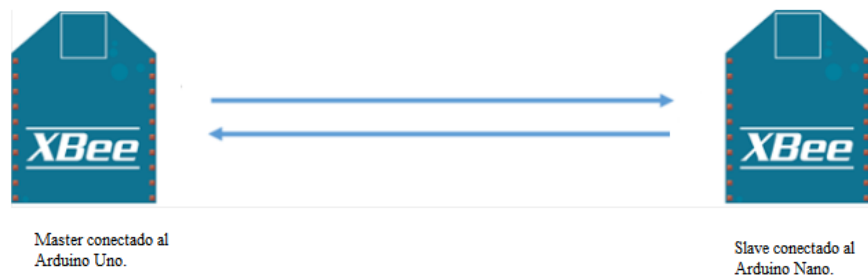 XBee
XBee
Master conectado al
Arduino Uno.
Slave conectado al
Arduino Nano.